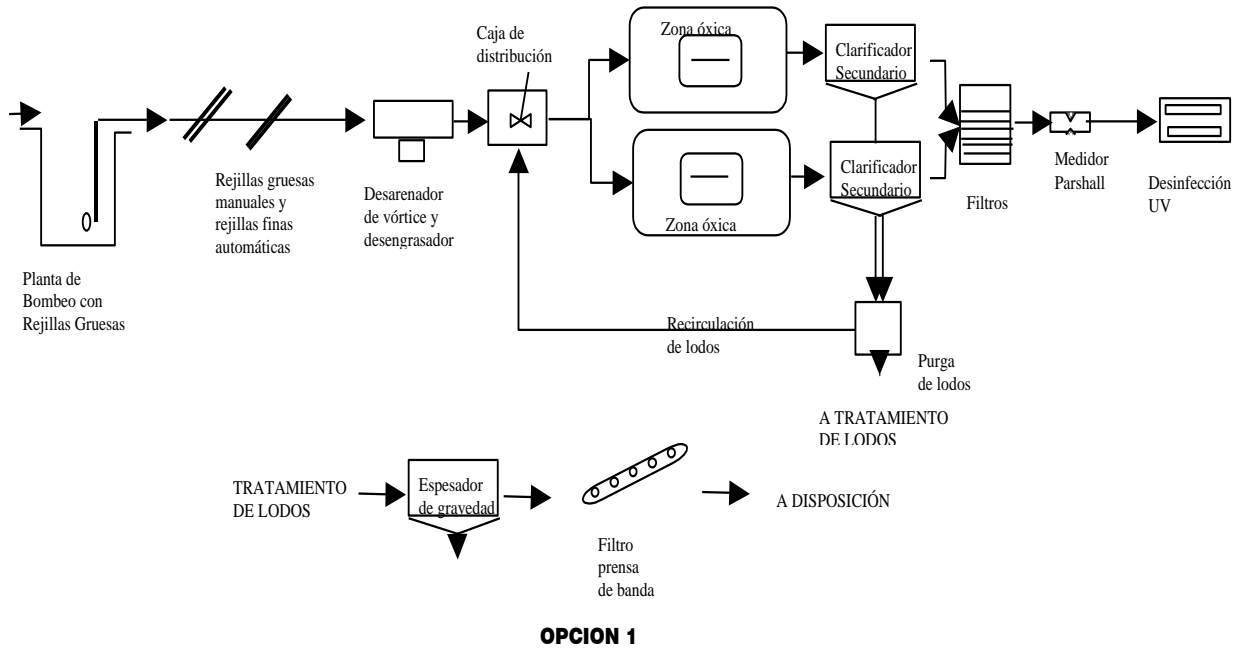 Caja de
distribución
Zona óxica
Clarificador
Secundario
Zona óxica
Clarificador
Secundario
Rejillas gruesas
manuales y
rejillas finas
automáticas
Desarenador
de vórtice y
desengrasador
Filtros
Medidor
Parshall
Desinfección
UV
Planta de
Bombeo con
Rejillas Gruesas
Recirculación
de lodos
Purga
de lodos
A TRATAMIENTO
DE LODOS
TRATAMIENTO
DE LODOS
Espesador
de gravedad
Filtro
prensa
de banda
A DISPOSICIÓN
OPCION 1